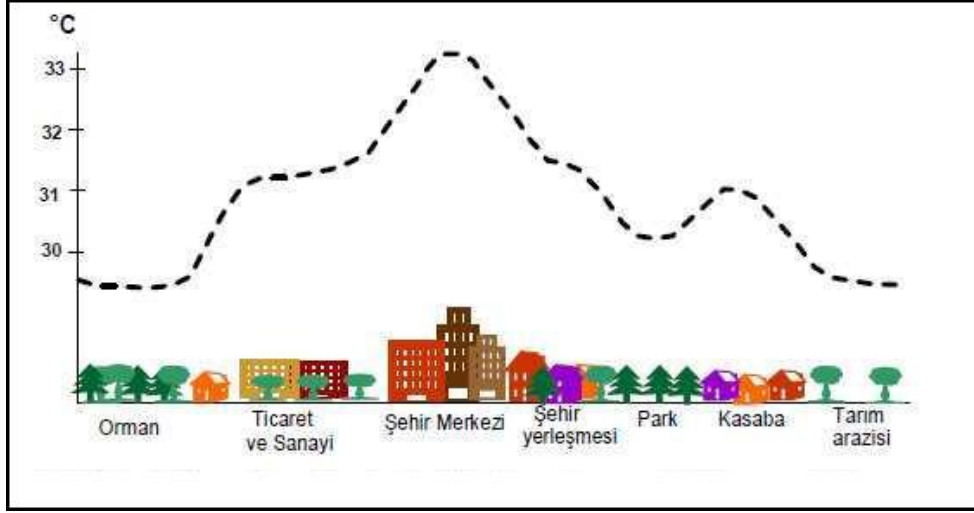 °C
33
32
31
30
Orman
Ticaret
ve Sanayi
Şehir Merkezi
Şehir
yerleşmesi
Park
Kasaba
Tarım
arazisi